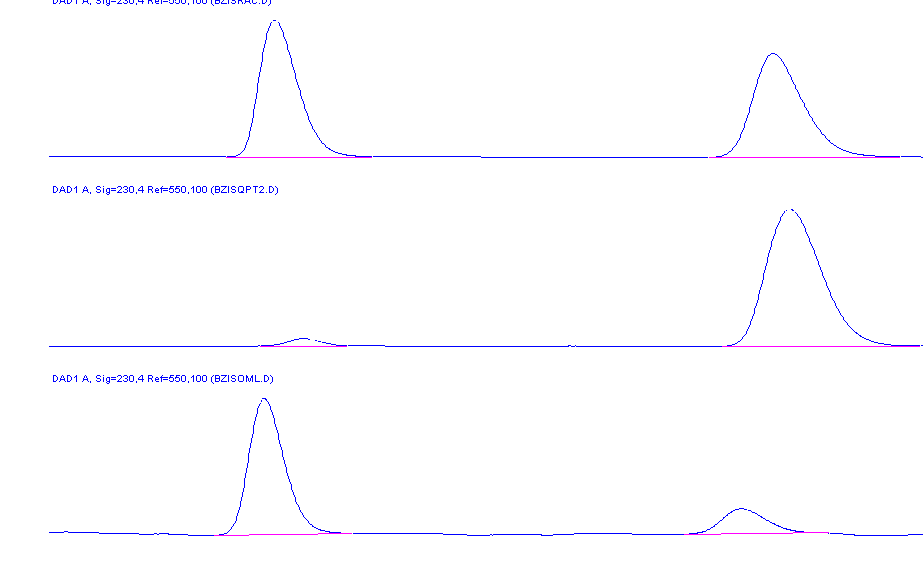 DAD1 A, Sig=230,4 Ref=550,100 (BZISRAC.D)
DAD1 A, Sig=230,4 Ref=550,100 (BZISQPT2.D)
DAD1 A, Sig=230,4 Ref=550,100 (BZISOML.D)